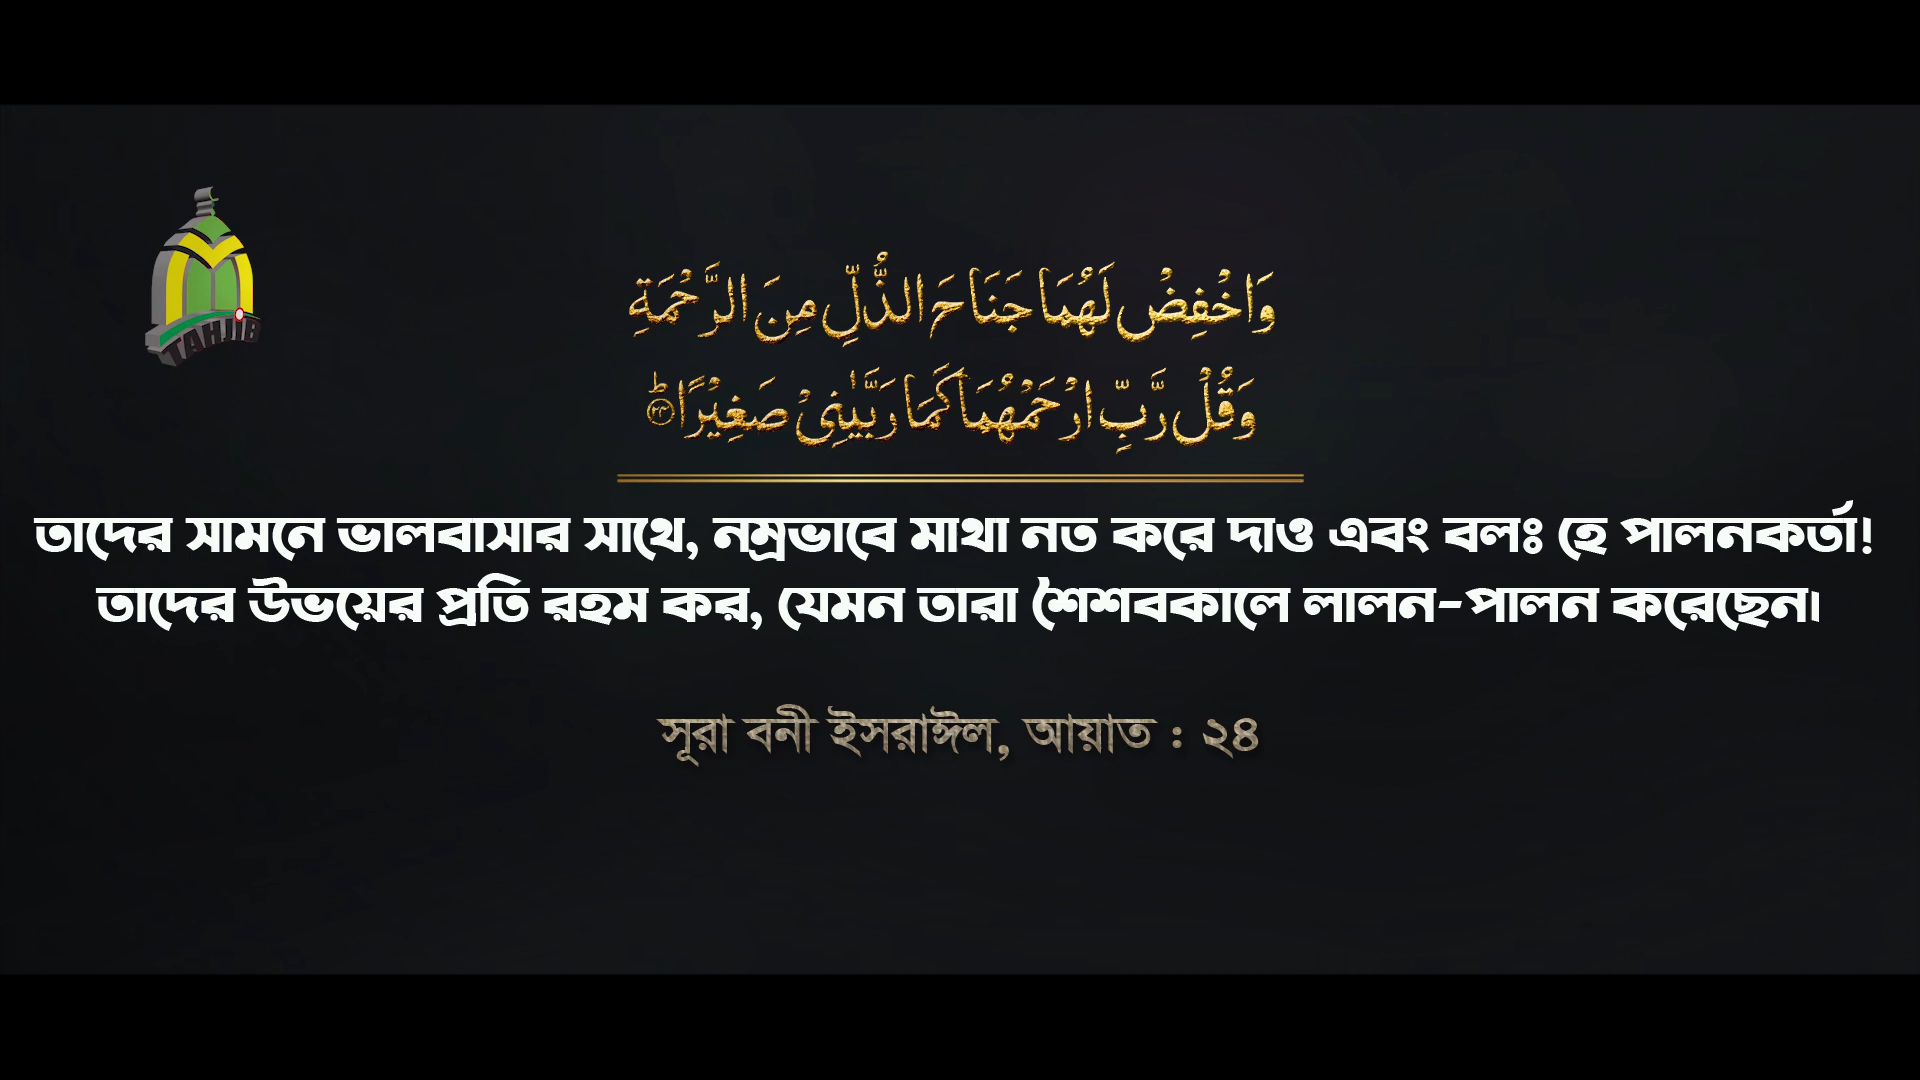 TAHJIB
وَاخْفِضْ لَهُمَا جَنَاحَ الذُّلِّ مِنَ الرَّحْمَةِ
وَقُلْ رَّبِّ ارْحَمْهُمَا كَمَا رَبَّيٰنِيْ صَغِيْرًا ؕ
তাদের সামনে ভালবাসার সাথে, নম্রভাবে মাথা নত করে দাও এবং বলঃ হে পালনকর্তা!
তাদের উভয়ের প্রতি রহম কর, যেমন তারা শৈশবকালে লালন-পালন করেছেন।
সূরা বনী ইসরাঈল, আয়াত : ২৪